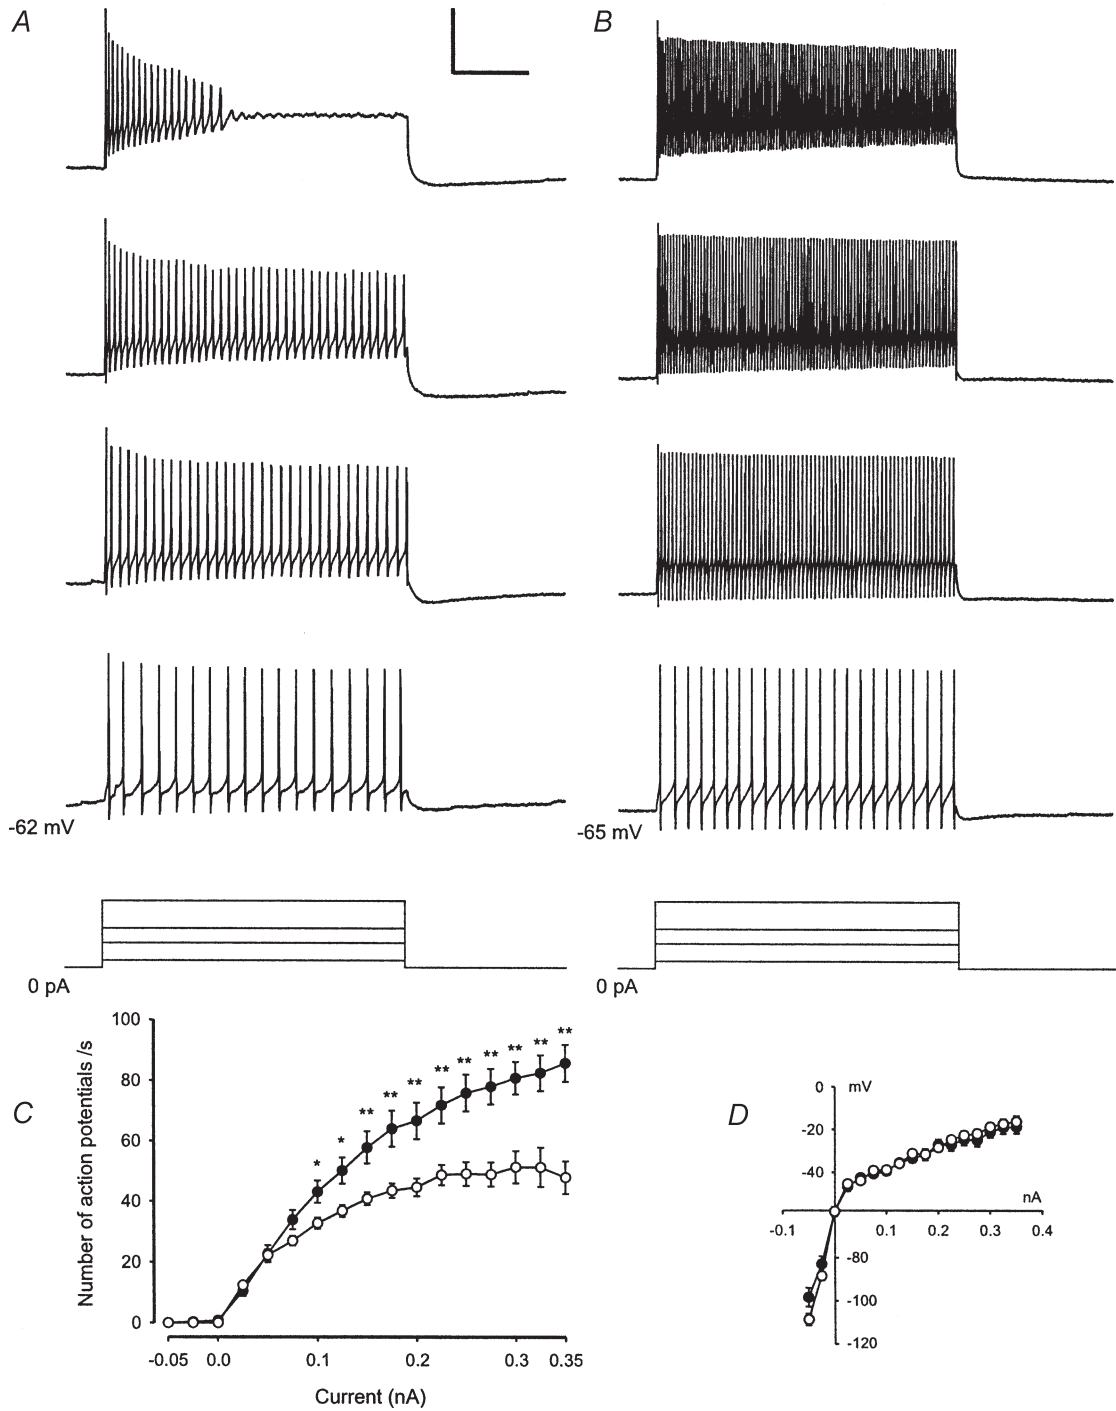 A
B
-62 mV
-65 mV
0 pA
0 pA
C
Number of action potentials /s
100
80
60
40
20
0
*
*
**
**
**
**
**
**
**
**
**
-0.05
0.0
0.1
0.2
0.3
0.35
Current (nA)
D
0
mV
-20
-40
nA
-0.1
0.1
0.2
0.3
0.4
-80
-100
-120